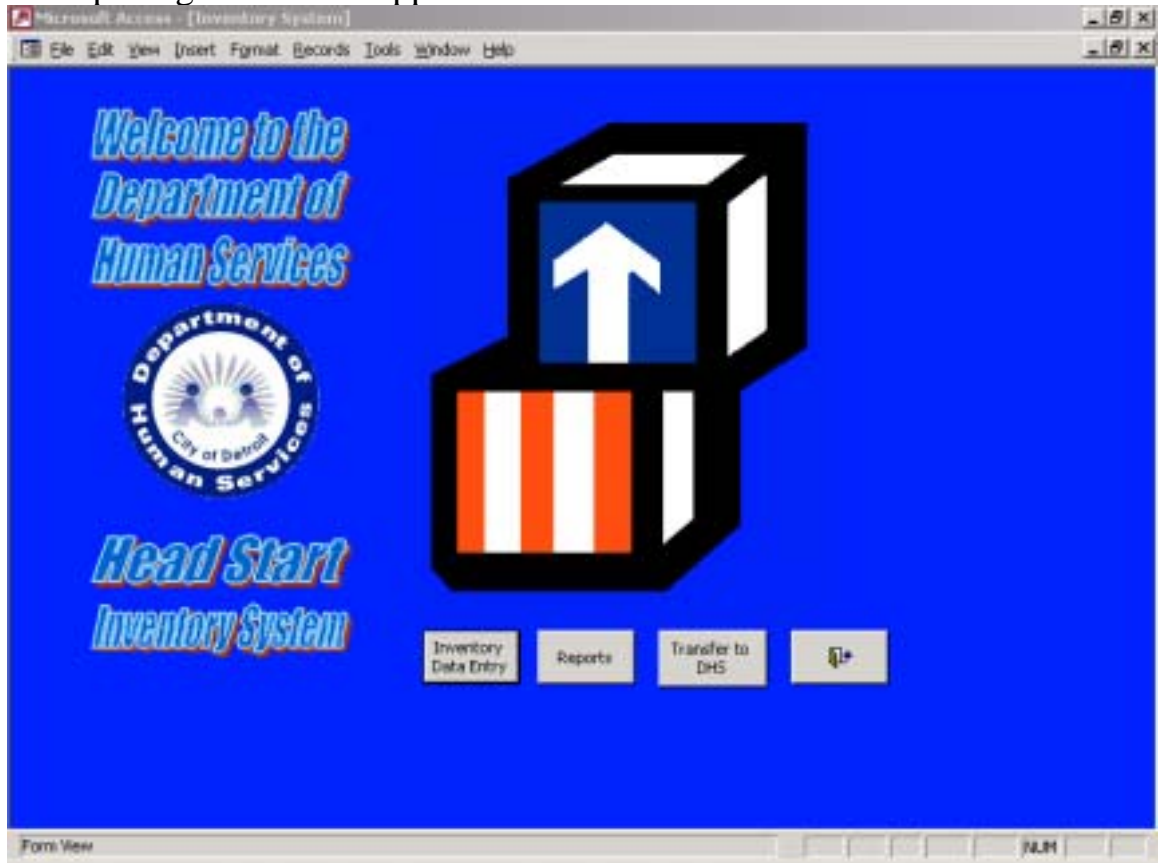 Microsoft Access - [Inventory System]
File Edit View Insert Format Records Tools Window Help
Welcome to the
Department of
Human Services
Department of
Human Services
City of Detroit
Head Start
Inventory System
Inventory
Data Entry
Reports
Transfer to
DHS
Form View
NUM